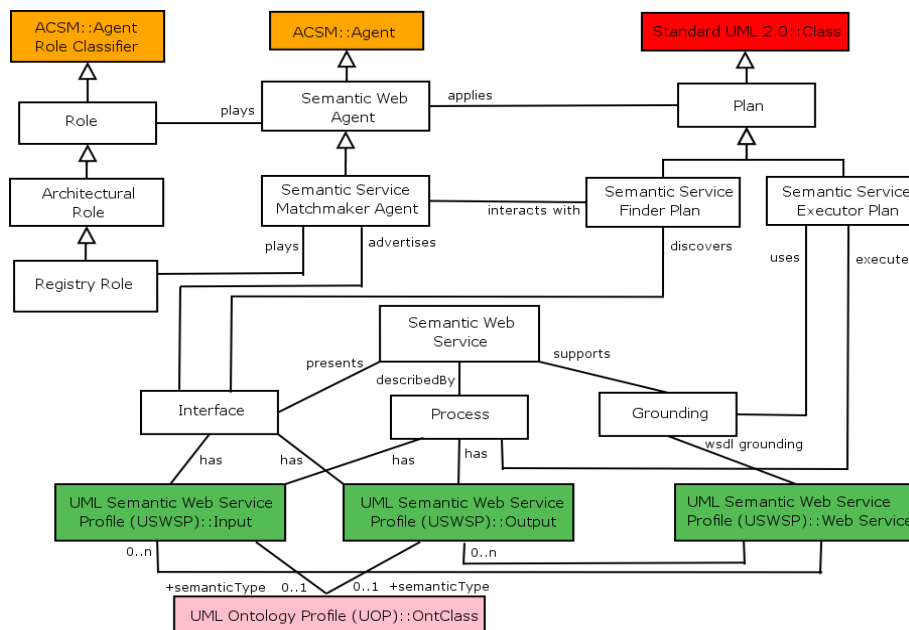 ACSM::Agent
Role Classifier
ACSM::Agent
Standard UML 2.0::Class
Role
plays
Semantic Web
Agent
applies
Plan
Architectural
Role
Semantic Service
Matchmaker Agent
interacts with
Semantic Service
Finder Plan
Semantic Service
Executor Plan
plays
advertises
discovers
uses
execute
Registry Role
Semantic Web
Service
presents
describedBy
supports
Interface
Process
Grounding
wsdl grounding
has
has
has
has
UML Semantic Web Service
Profile (USWSP)::Input
UML Semantic Web Service
Profile (USWSP)::Output
UML Semantic Web Service
Profile (USWSP)::Web Service
0..n
0..n
+semanticType
0..1
0..1
+semanticType
UML Ontology Profile (UOP)::OntClass